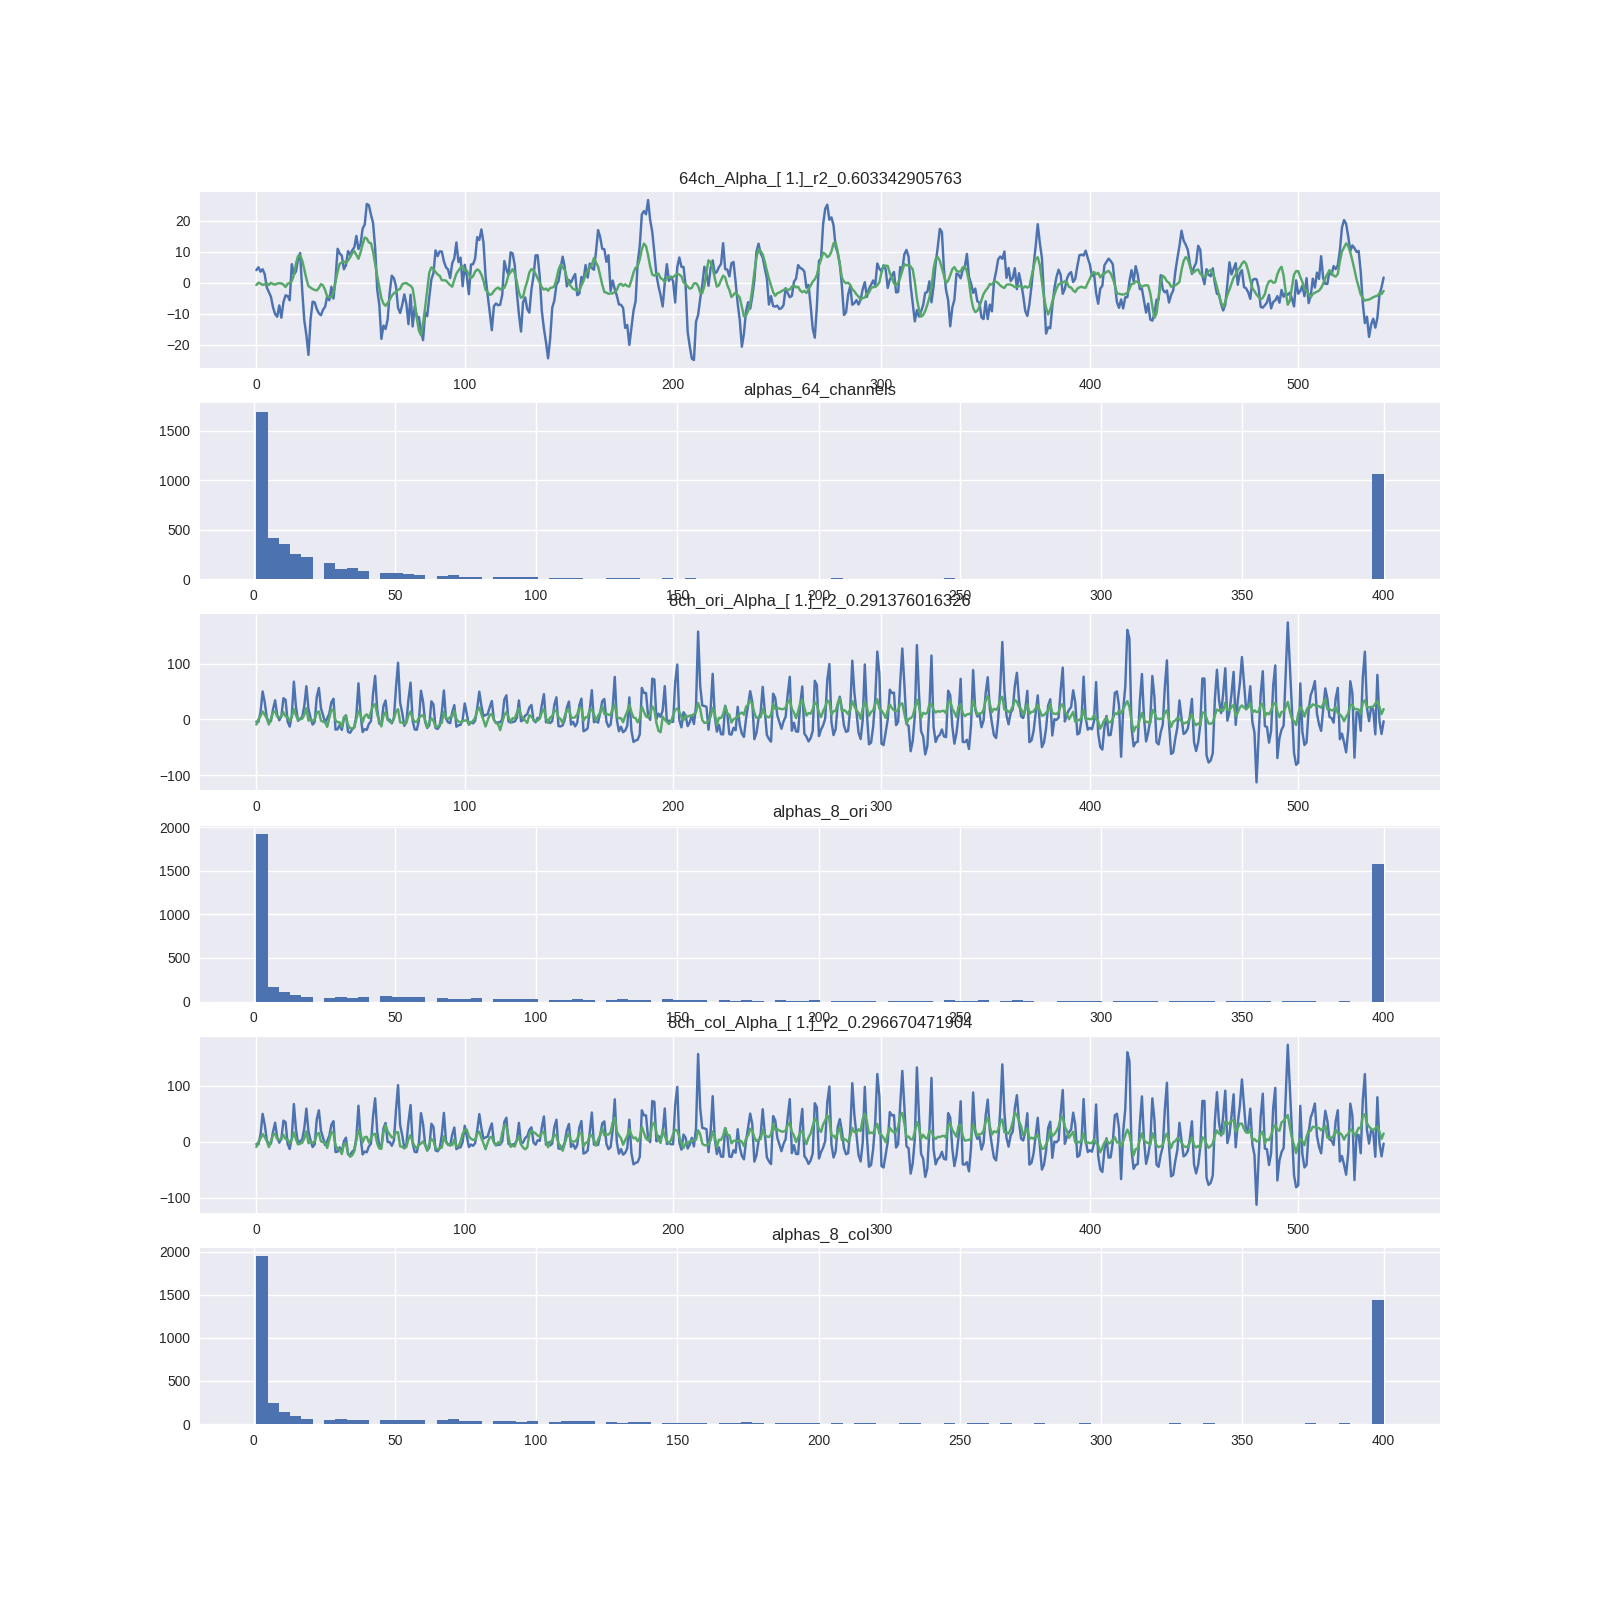 64ch_Alpha_[ 1.]_r2_0.603342905763
20
10
0
−10
−20
0 100 200 300 400 500
alphas_64_channels
1500
1000
500
0
0 50 100 150 200 250 300 350 400
8ch_ori_Alpha_[ 1.]_r2_0.291376016326
100
0
−100
0 100 200 300 400 500
alphas_8_ori
2000
1500
1000
500
0
0 50 100 150 200 250 300 350 400
8ch_col_Alpha_[ 1.]_r2_0.296670471904
100
0
−100
0 100 200 300 400 500
alphas_8_col
2000
1500
1000
500
0
0 50 100 150 200 250 300 350 400